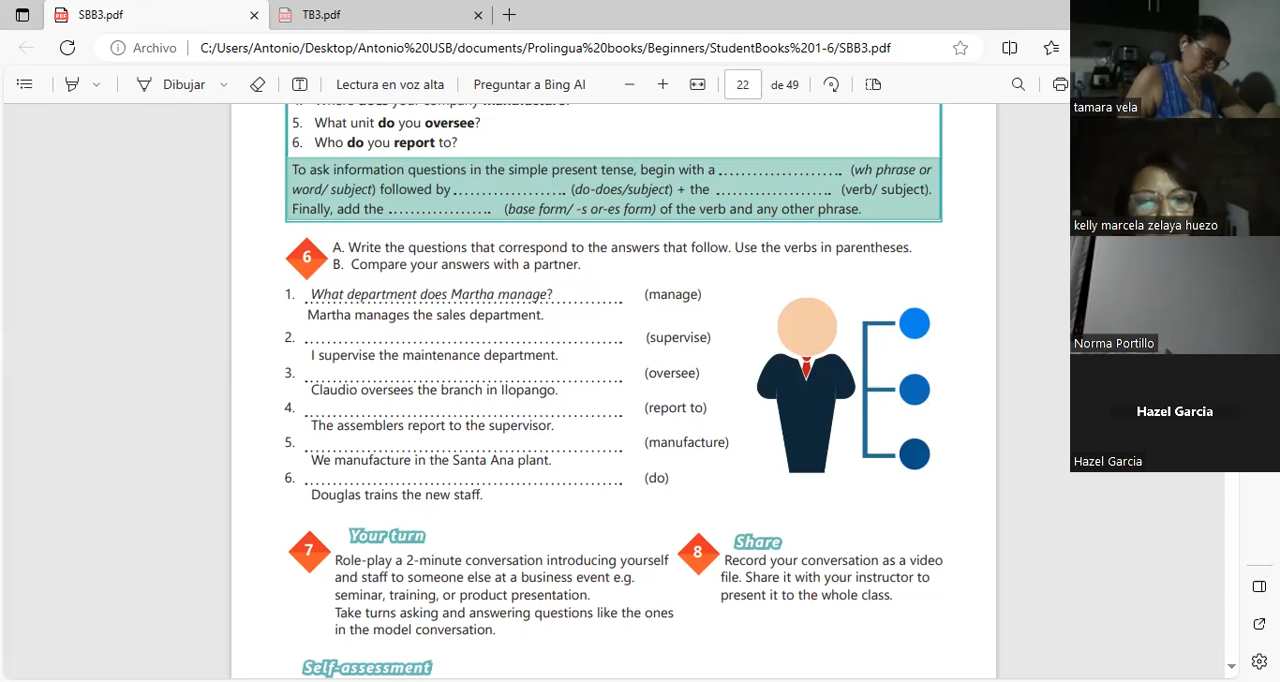 SBB3.pdf
TB3.pdf
Archivo
C:/Users/Antonio/Desktop/Antonio%20USB/documents/Prolingua%20books/Beginners/StudentBooks%201-6/SBB3.pdf
Dibujar
Lectura en voz alta
Preguntar a Bing AI
22
de 49
5. What unit do you oversee?
6. Who do you report to?
To ask information questions in the simple present tense, begin with a .................... (wh phrase or
word/ subject) followed by .................... (do-does/subject) + the .................... (verb/ subject).
Finally, add the .................. (base form/ -s or-es form) of the verb and any other phrase.
6
A. Write the questions that correspond to the answers that follow. Use the verbs in parentheses.
B. Compare your answers with a partner.
1. What department does Martha manage? (manage)
Martha manages the sales department.
2. (supervise)
I supervise the maintenance department.
3. (oversee)
Claudio oversees the branch in Ilopango.
4. (report to)
The assemblers report to the supervisor.
5. (manufacture)
We manufacture in the Santa Ana plant.
6. (do)
Douglas trains the new staff.
7
Your turn
Role-play a 2-minute conversation introducing yourself
and staff to someone else at a business event e.g.
seminar, training, or product presentation.
Take turns asking and answering questions like the ones
in the model conversation.
8
Share
Record your conversation as a video
file. Share it with your instructor to
present it to the whole class.
Self-assessment
tamara vela
kelly marcela zelaya huezo
Norma Portillo
Hazel Garcia
Hazel Garcia